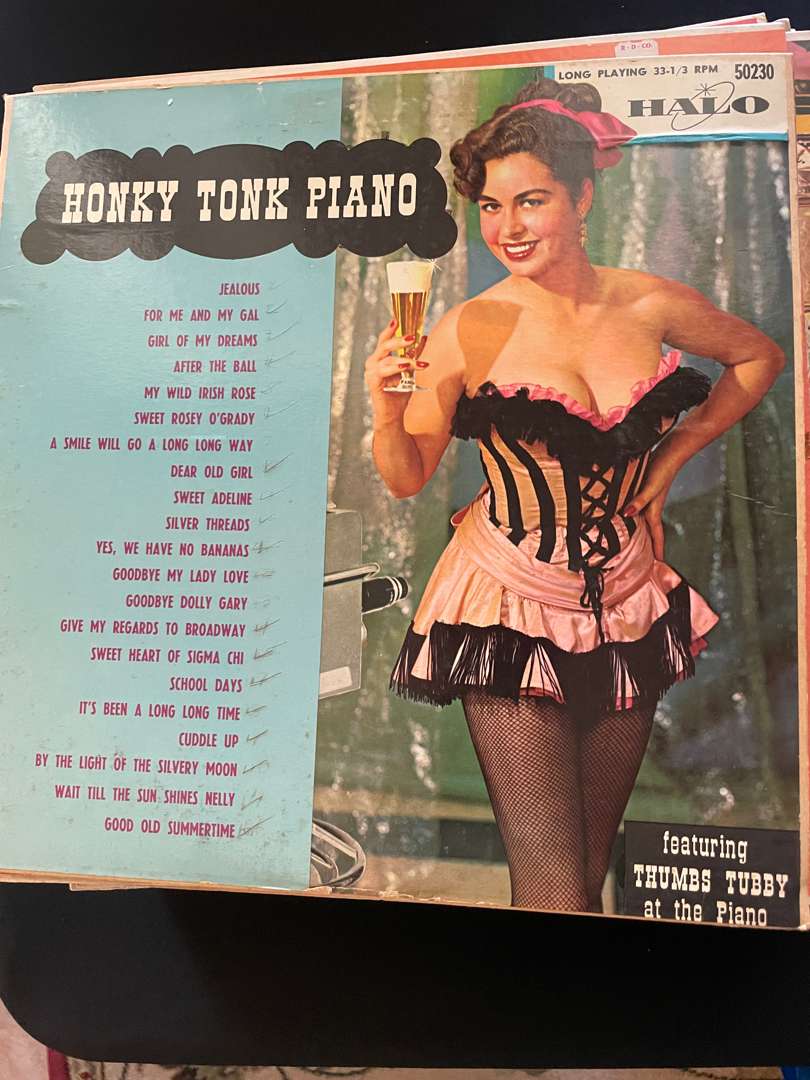 R-D-CO.
LONG PLAYING 33-1/3 RPM 50230
HALO
HONKY TONK PIANO
JEALOUS
FOR ME AND MY GAL
GIRL OF MY DREAMS
AFTER THE BALL
MY WILD IRISH ROSE
SWEET ROSEY O'GRADY
A SMILE WILL GO A LONG LONG WAY
DEAR OLD GIRL
SWEET ADELINE
SILVER THREADS
YES, WE HAVE NO BANANAS
GOODBYE MY LADY LOVE
GOODBYE DOLLY GARY
GIVE MY REGARDS TO BROADWAY
SWEET HEART OF SIGMA CHI
SCHOOL DAYS
IT'S BEEN A LONG LONG TIME
CUDDLE UP
BY THE LIGHT OF THE SILVERY MOON
WAIT TILL THE SUN SHINES NELLY
GOOD OLD SUMMERTIME
featuring
THUMBS TUBBY
at the Piano